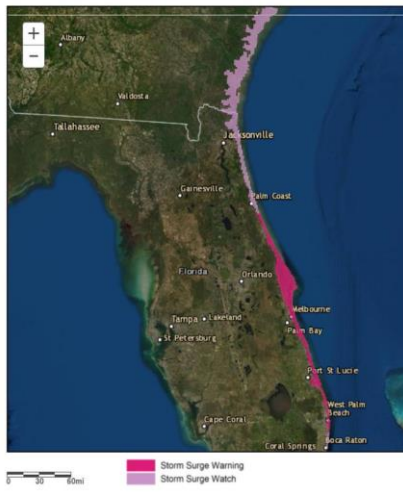 +
−
Albany
Valdosta
Tallahassee
Jacksonville
Gainesville
Palm Coast
Florida
Orlando
Melbourne
Palm Bay
Lakeland
Tampa
St Petersburg
Port St Lucie
West Palm
Beach
Cape Coral
Coral Springs
Boca Raton
0 30 60mi
Storm Surge Warning
Storm Surge Watch